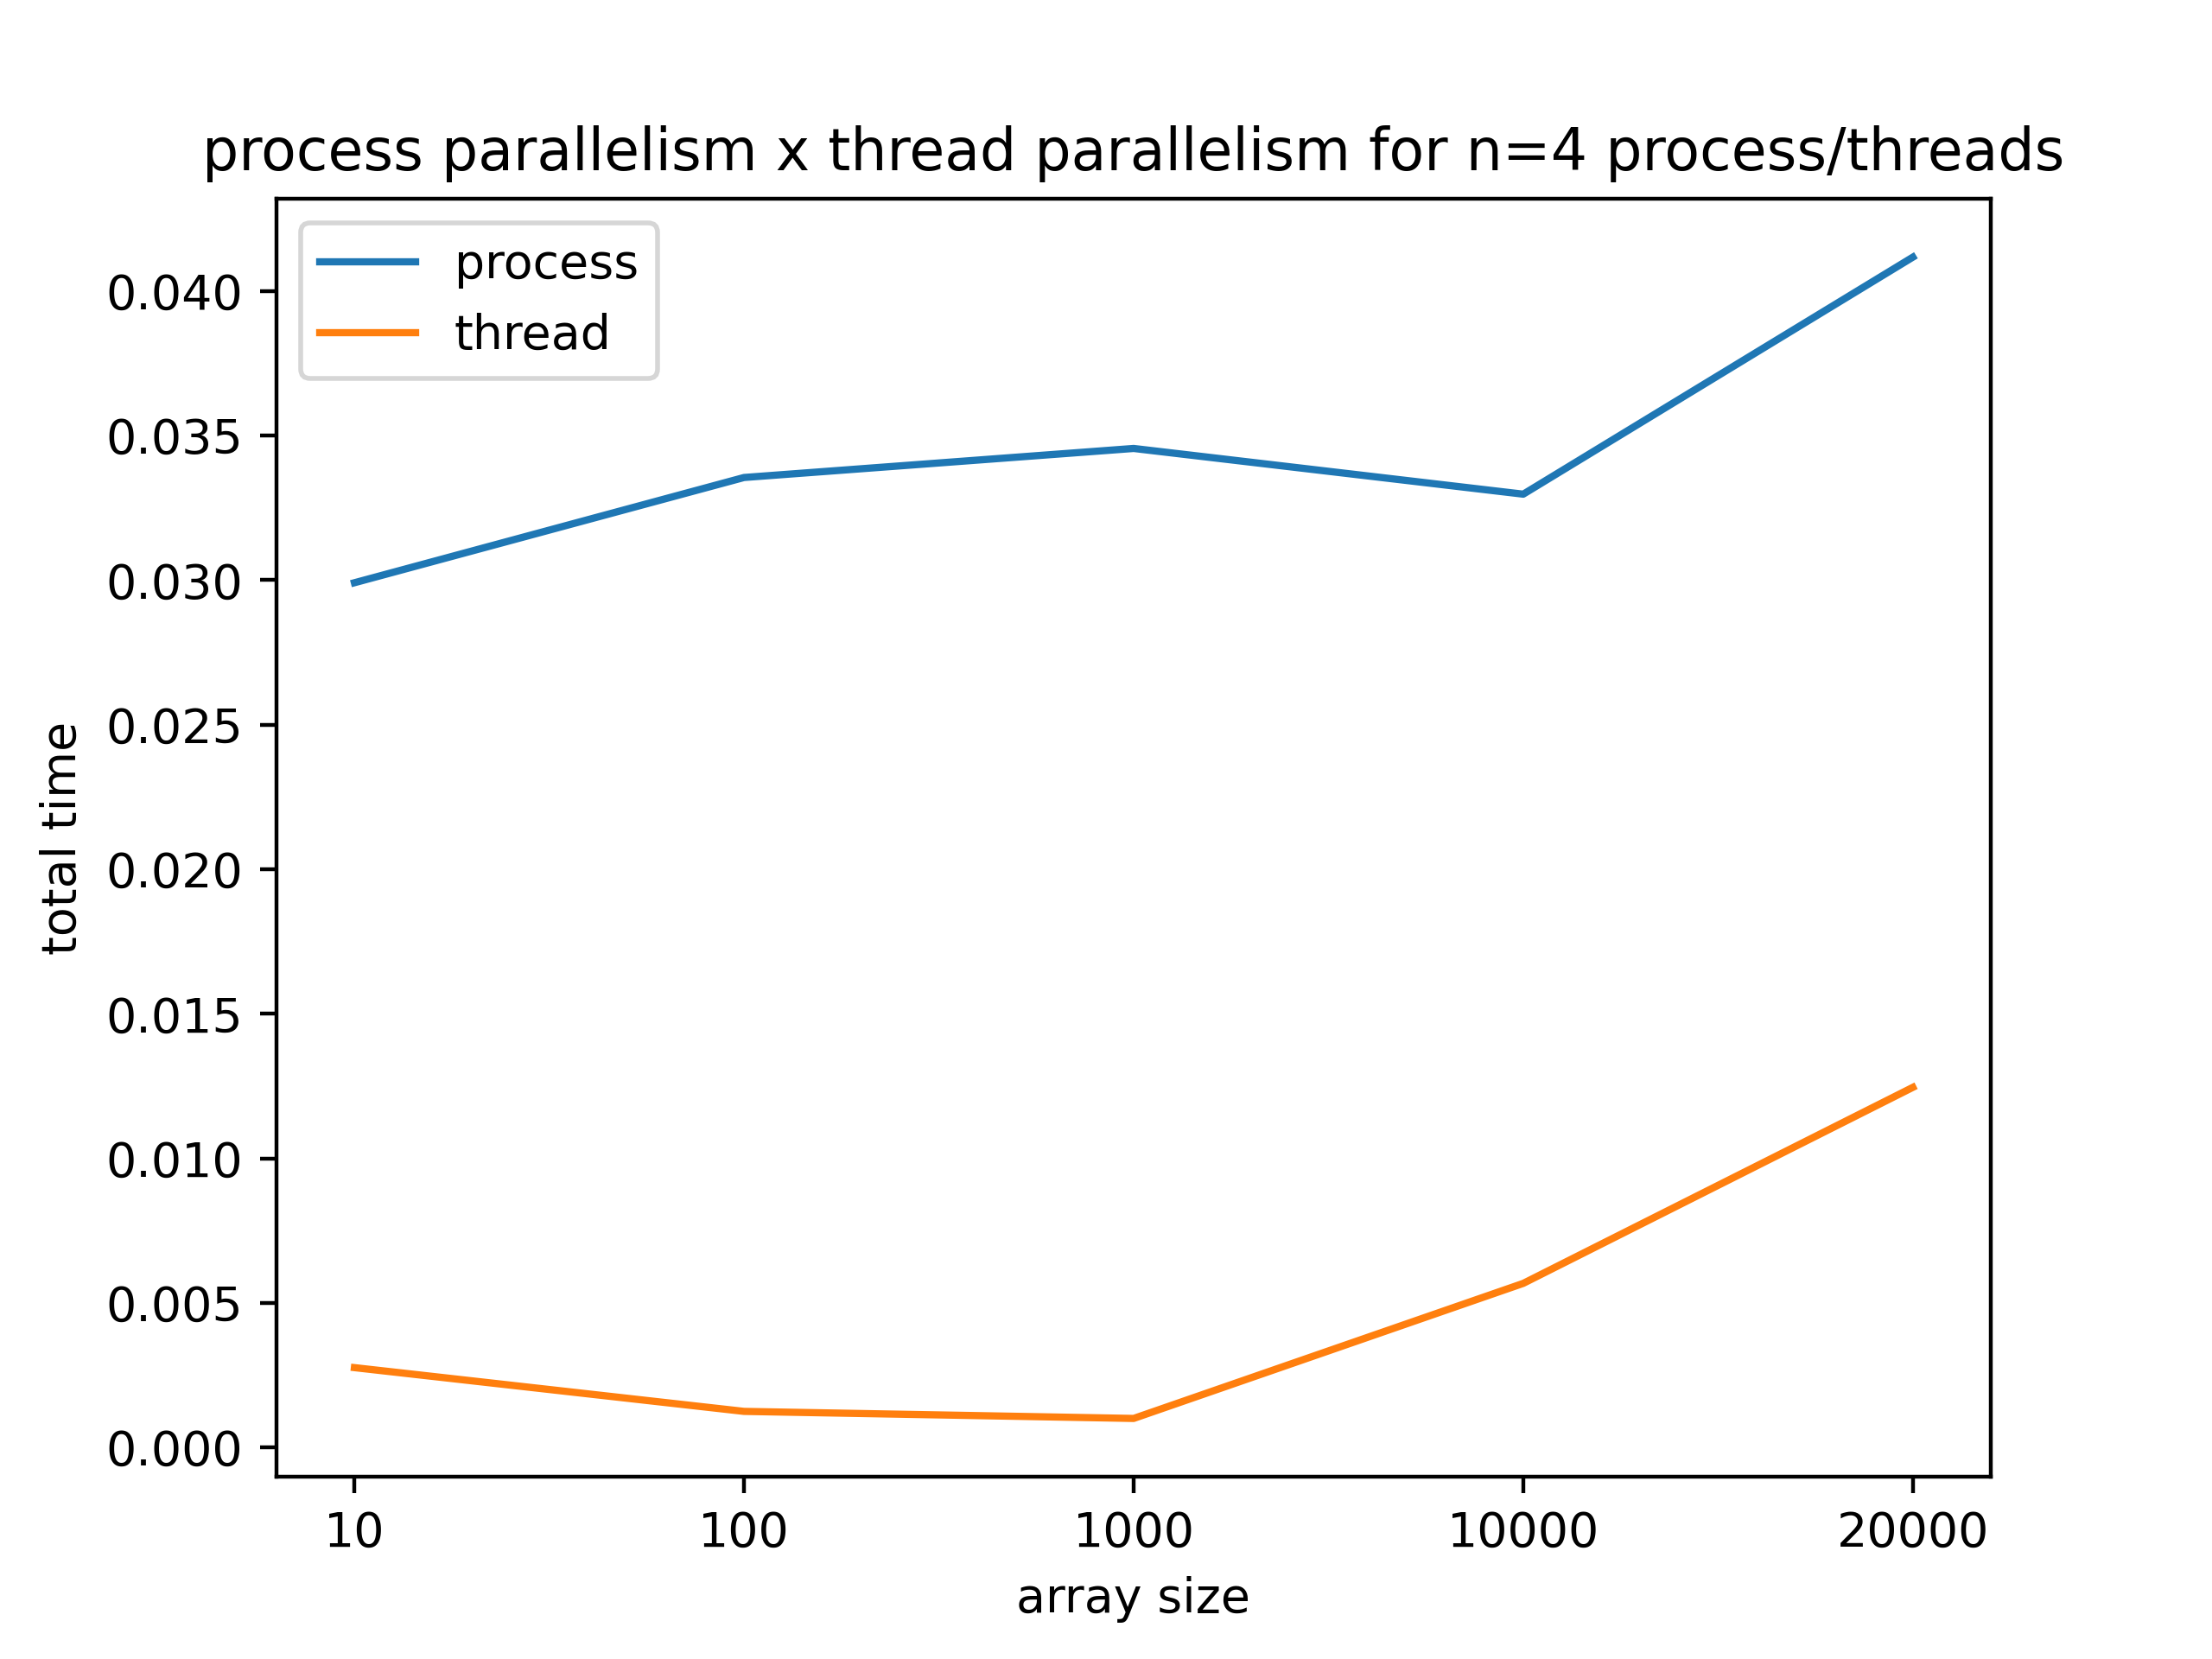 process parallelism x thread parallelism for n=4 process/threads
process
thread
0.040
0.035
0.030
0.025
0.020
0.015
0.010
0.005
0.000
total time
10 100 1000 10000 20000
array size